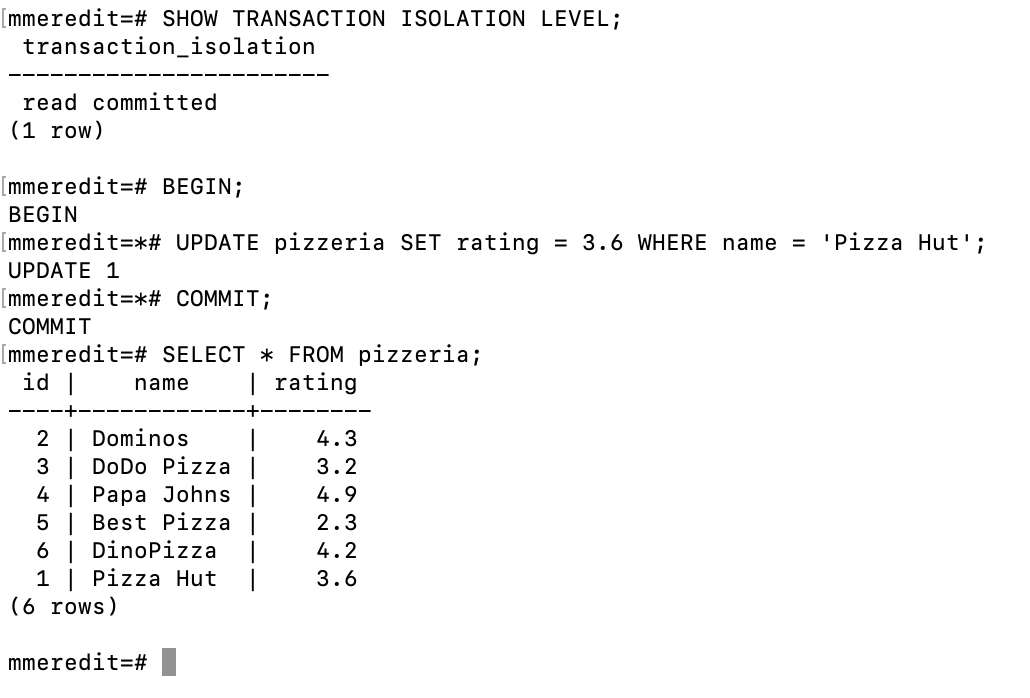 [mmeredit=# SHOW TRANSACTION ISOLATION LEVEL;
 transaction_isolation
-----------------------
 read committed
(1 row)

[mmeredit=# BEGIN;
BEGIN
[mmeredit=*# UPDATE pizzeria SET rating = 3.6 WHERE name = 'Pizza Hut';
UPDATE 1
[mmeredit=*# COMMIT;
COMMIT
[mmeredit=# SELECT * FROM pizzeria;
 id |    name    | rating
----+------------+--------
  2 | Dominos    |    4.3
  3 | DoDo Pizza |    3.2
  4 | Papa Johns |    4.9
  5 | Best Pizza |    2.3
  6 | DinoPizza  |    4.2
  1 | Pizza Hut  |    3.6
(6 rows)

mmeredit=#